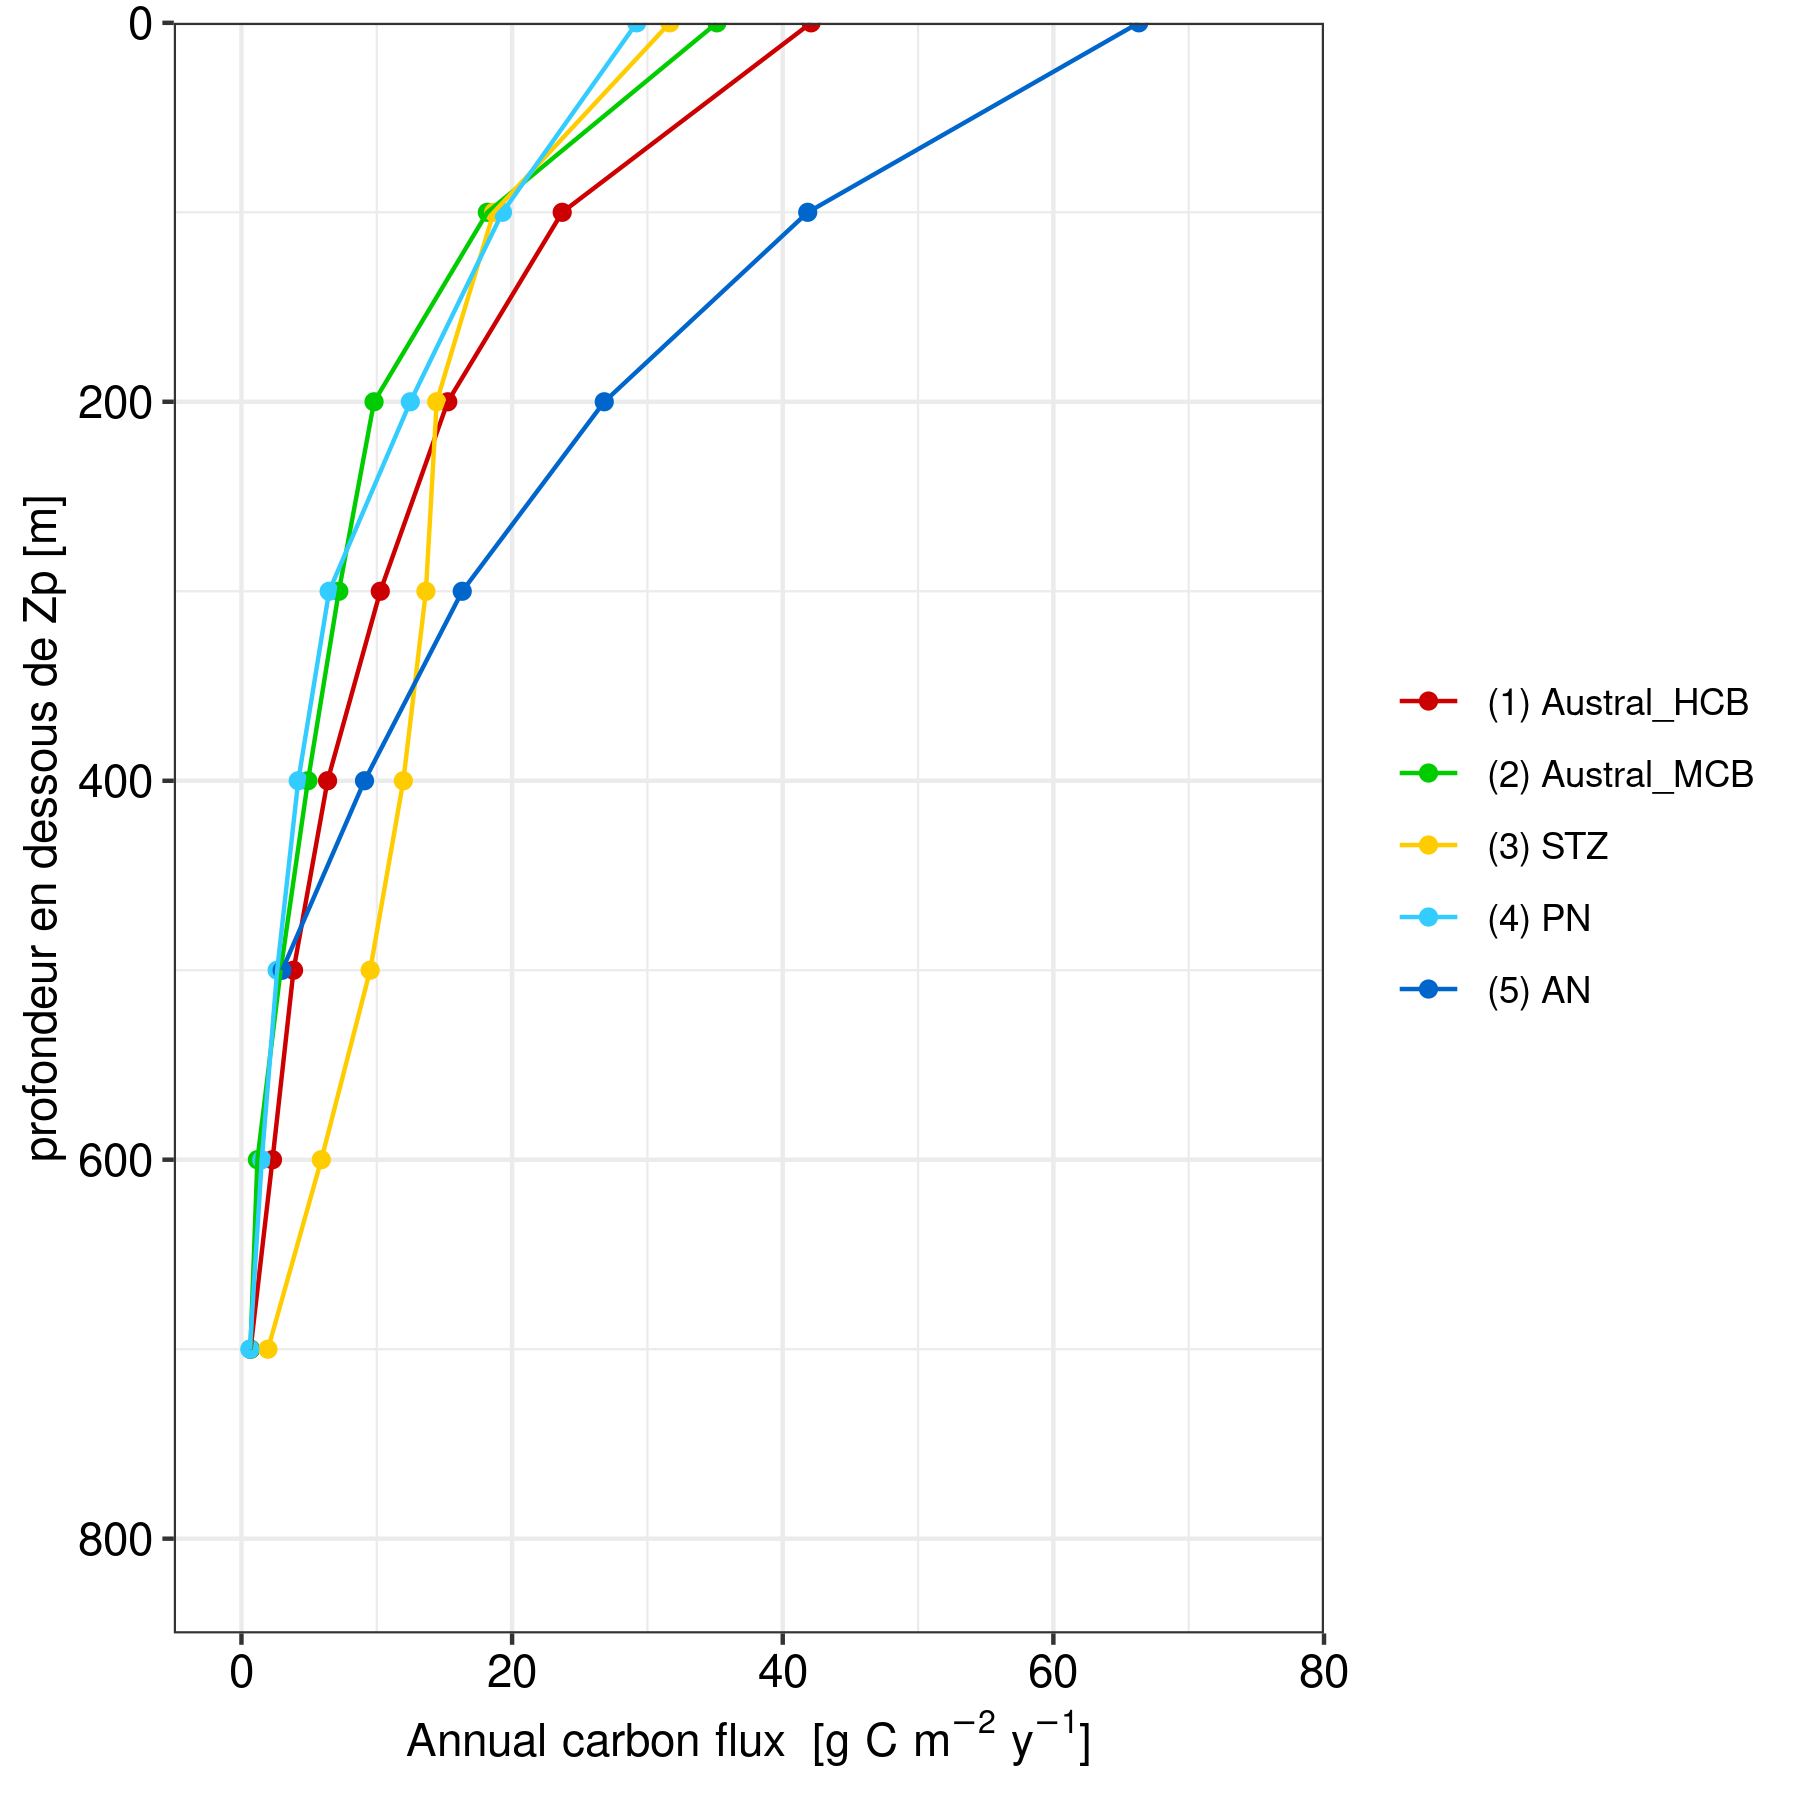 0
200
400
600
800
profondeur en dessous de Zp [m]
0 20 40 60 80
Annual carbon flux [g C m⁻² y⁻¹]
(1) Austral_HCB
(2) Austral_MCB
(3) STZ
(4) PN
(5) AN